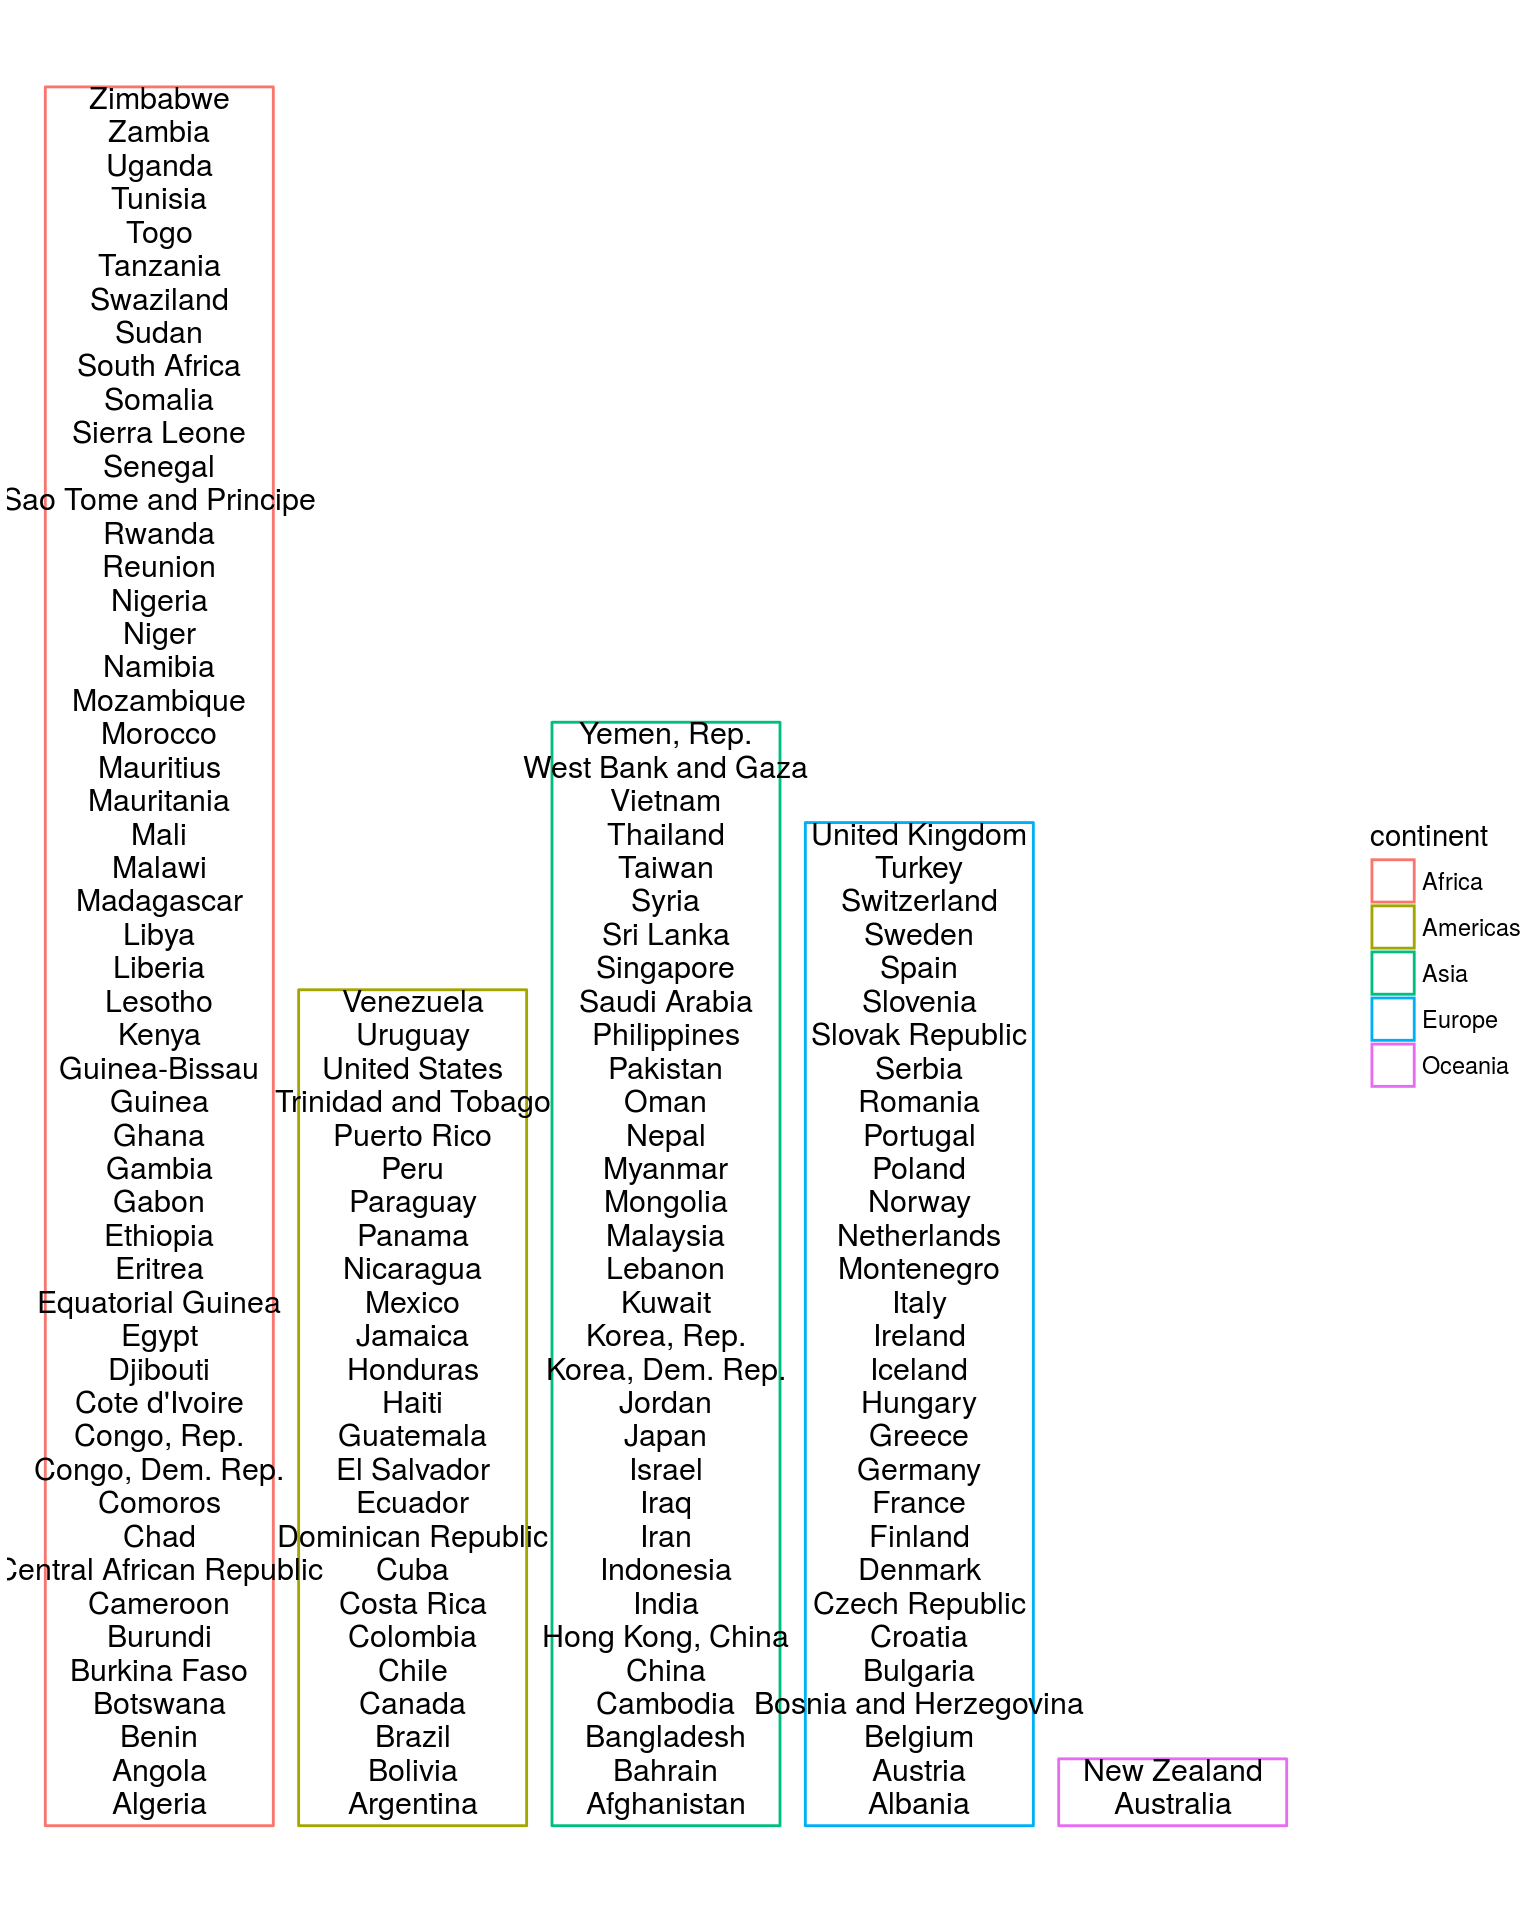 Zimbabwe
Zambia
Uganda
Tunisia
Togo
Tanzania
Swaziland
Sudan
South Africa
Somalia
Sierra Leone
Senegal
Sao Tome and Principe
Rwanda
Reunion
Nigeria
Niger
Namibia
Mozambique
Morocco
Mauritius
Mauritania
Mali
Malawi
Madagascar
Libya
Liberia
Lesotho
Kenya
Guinea-Bissau
Guinea
Ghana
Gambia
Gabon
Ethiopia
Eritrea
Equatorial Guinea
Egypt
Djibouti
Cote d'Ivoire
Congo, Rep.
Congo, Dem. Rep.
Comoros
Chad
Central African Republic
Cameroon
Burundi
Burkina Faso
Botswana
Benin
Angola
Algeria
Venezuela
Uruguay
United States
Trinidad and Tobago
Puerto Rico
Peru
Paraguay
Panama
Nicaragua
Mexico
Jamaica
Honduras
Haiti
Guatemala
El Salvador
Ecuador
Dominican Republic
Cuba
Costa Rica
Colombia
Chile
Canada
Brazil
Bolivia
Argentina
Yemen, Rep.
West Bank and Gaza
Vietnam
Thailand
Taiwan
Syria
Sri Lanka
Singapore
Saudi Arabia
Philippines
Pakistan
Oman
Nepal
Myanmar
Mongolia
Malaysia
Lebanon
Kuwait
Korea, Rep.
Korea, Dem. Rep.
Jordan
Japan
Israel
Iraq
Iran
Indonesia
India
Hong Kong, China
China
Cambodia
Bangladesh
Bahrain
Afghanistan
United Kingdom
Turkey
Switzerland
Sweden
Spain
Slovenia
Slovak Republic
Serbia
Romania
Portugal
Poland
Norway
Netherlands
Montenegro
Italy
Ireland
Iceland
Hungary
Greece
Germany
France
Finland
Denmark
Czech Republic
Croatia
Bulgaria
Bosnia and Herzegovina
Belgium
Austria
Albania
New Zealand
Australia
continent
Africa
Americas
Asia
Europe
Oceania